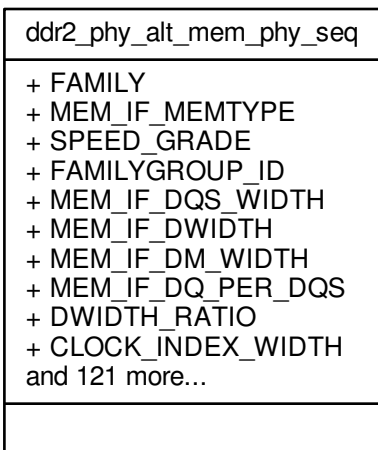 ddr2_phy_alt_mem_phy_seq
+ FAMILY
+ MEM_IF_MEMTYPE
+ SPEED_GRADE
+ FAMILYGROUP_ID
+ MEM_IF_DQS_WIDTH
+ MEM_IF_DWIDTH
+ MEM_IF_DM_WIDTH
+ MEM_IF_DQ_PER_DQS
+ DWIDTH_RATIO
+ CLOCK_INDEX_WIDTH
and 121 more...